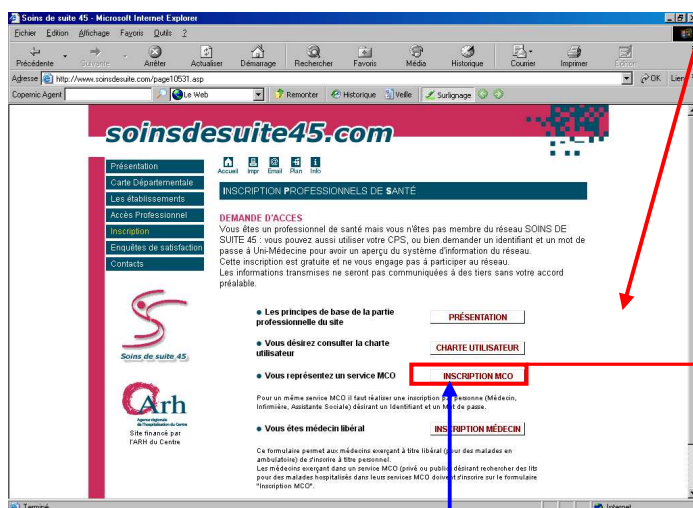 Soins de suite 45 - Microsoft Internet Explorer
Fichier Edition Affichage Favoris Outils ?
Précédente Suivante Arrêter Actualiser Démarrage Rechercher Favoris Média Historique Courrier Imprimer Edition
Adresse http://www.soinsdesuite.com/page10531.asp OK Liens
Copernic Agent Le Web Remonter Historique Veille Surlignage
soinsdesuite45.com
Présentation
Carte Départementale
Les établissements
Accès Professionnel
Inscription
Enquêtes de satisfaction
Contacts
Accueil Impr Email Plan Info
INSCRIPTION PROFESSIONNELS DE SANTÉ
DEMANDE D'ACCES
Vous êtes un professionnel de santé mais vous n'êtes pas membre du réseau SOINS DE
SUITE 45 : vous pouvez aussi utiliser votre CPS, ou bien demander un identifiant et un mot de
passe à Uni-Médecine pour avoir un aperçu du système d'information du réseau.
Cette inscription est gratuite et ne vous engage pas à participer au réseau.
Les informations transmises ne seront pas communiquées à des tiers sans votre accord
préalable.
Les principes de base de la partie
professionnelle du site
PRÉSENTATION
Vous désirez consulter la charte
utilisateur
CHARTE UTILISATEUR
Vous représentez un service MCO
INSCRIPTION MCO
Pour un même service MCO il faut réaliser une inscription par personne (Médecin,
Infirmière, Assistante Sociale) désirant un Identifiant et un Mot de passe.
Vous êtes médecin libéral
INSCRIPTION MÉDECIN
Ce formulaire permet aux médecins exerçant à titre libéral (pour des malades en
ambulatoire) de s'inscrire à titre personnel.
Les médecins exerçant dans un service MCO (privé ou public) désirant rechercher des lits
pour des malades hospitalisés dans leus services MCO doivent s'inscrire sur le formulaire
"Inscription MCO".
Soins de suite 45
Arh
Agence régionale
de l'hospitalisation du Centre
Site financé par
l'ARH du Centre
Terminé Internet